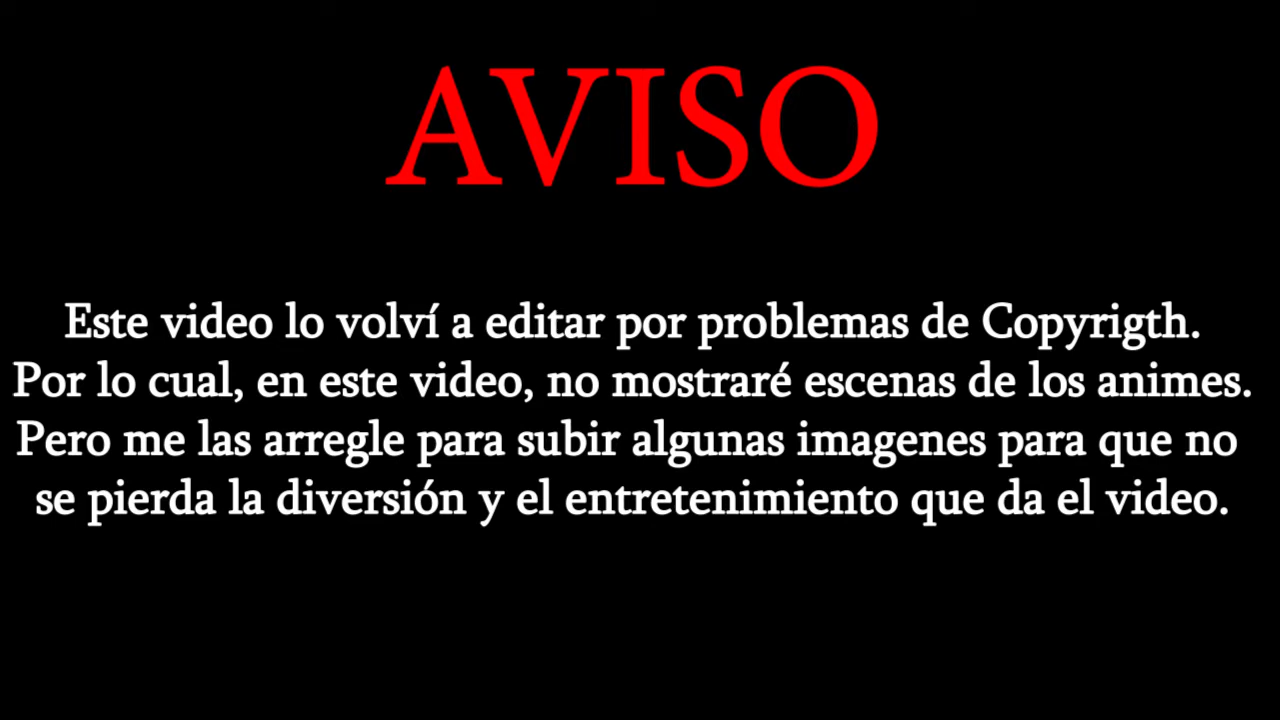 AVISO
Este video lo volví a editar por problemas de Copyrigth.
Por lo cual, en este video, no mostraré escenas de los animes.
Pero me las arregle para subir algunas imagenes para que no
se pierda la diversión y el entretenimiento que da el video.